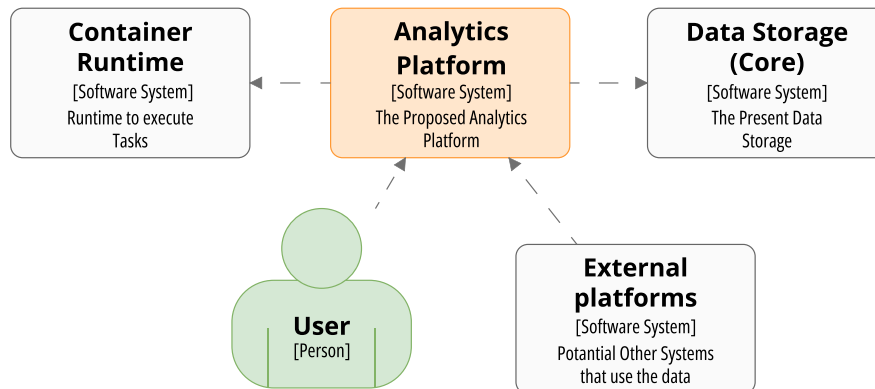 Container
Runtime
[Software System]
Runtime to execute
Tasks
Analytics
Platform
[Software System]
The Proposed Analytics
Platform
Data Storage
(Core)
[Software System]
The Present Data
Storage
User
[Person]
External
platforms
[Software System]
Potantial Other Systems
that use the data